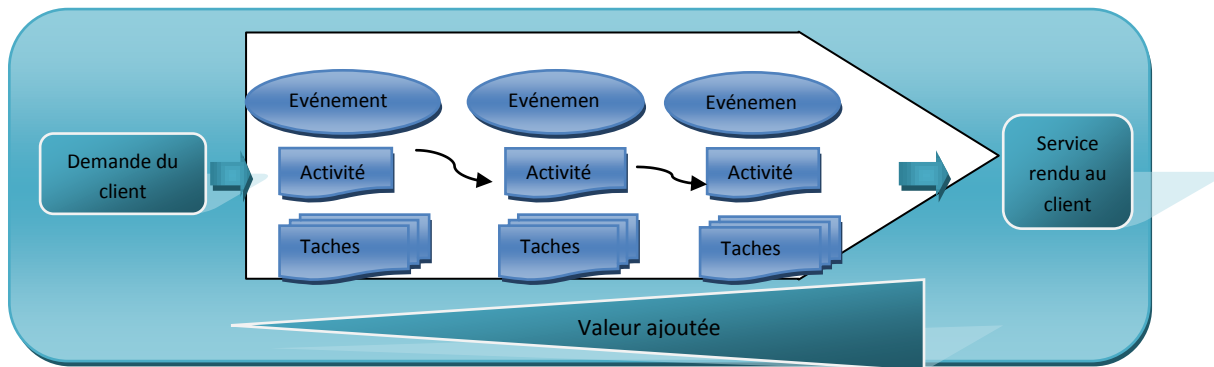 Evénement
Evénemen
Evénemen
Demande du
client
Activité
Activité
Activité
Service
rendu au
client
Taches
Taches
Taches
Valeur ajoutée